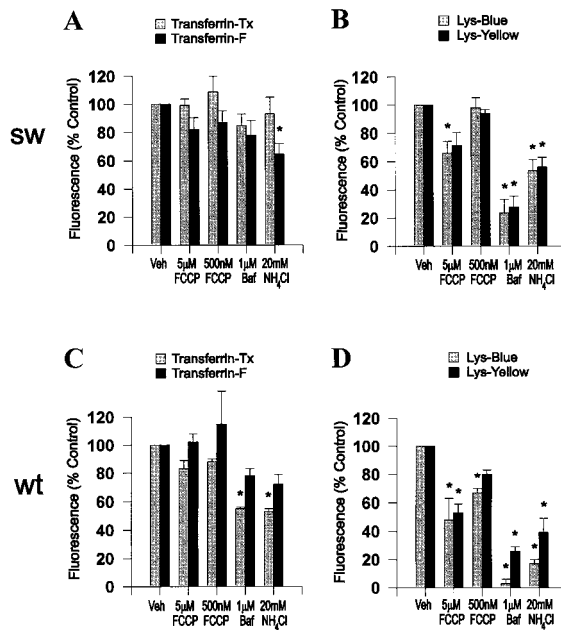 A
Transferrin-Tx
Transferrin-F
SW
Fluorescence (% Control)
120
100
80
60
40
20
0
*
Veh
5μM FCCP
500nM FCCP
1μM Baf
20mM NH4Cl
B
Lys-Blue
Lys-Yellow
Fluorescence (% Control)
120
100
80
60
40
20
0
*
* *
* *
Veh
5μM FCCP
500nM FCCP
1μM Baf
20mM NH4Cl
C
Transferrin-Tx
Transferrin-F
wt
Fluorescence (% Control)
120
100
80
60
40
20
0
*
*
Veh
5μM FCCP
500nM FCCP
1μM Baf
20mM NH4Cl
D
Lys-Blue
Lys-Yellow
Fluorescence (% Control)
120
100
80
60
40
20
0
* *
*
* *
* *
Veh
5μM FCCP
500nM FCCP
1μM Baf
20mM NH4Cl